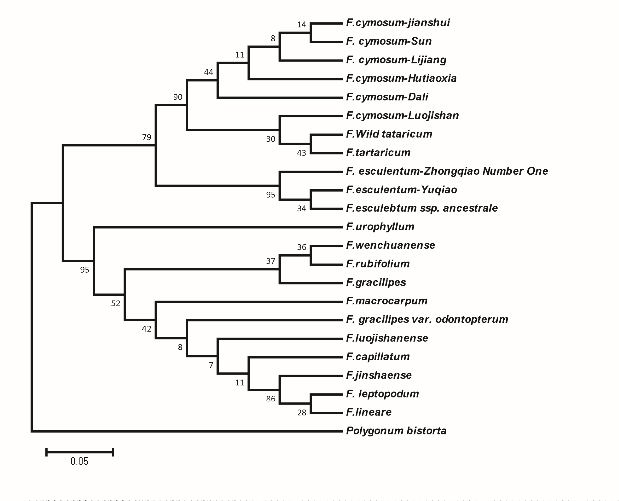 14 F.cymosum-jianshui
8 F. cymosum-Sun
11 F. cymosum-Lijiang
44 F.cymosum-Hutiaoxia
90 F.cymosum-Dali
F.cymosum-Luojishan
79 30 F.Wild tataricum
43 F.tartaricum
F. esculentum-Zhongqiao Number One
95 F.esculentum-Yuqiao
34 F.esculebtum ssp. ancestrale
F.urophyllum
36 F.wenchuanense
95 37 F.rubifolium
F.gracilipes
52 F.macrocarpum
42 F. gracilipes var. odontopterum
8 F.luojishanense
7 F.capillatum
11 F.jinshaense
86 F. leptopodum
28 F.lineare
Polygonum bistorta
0.05